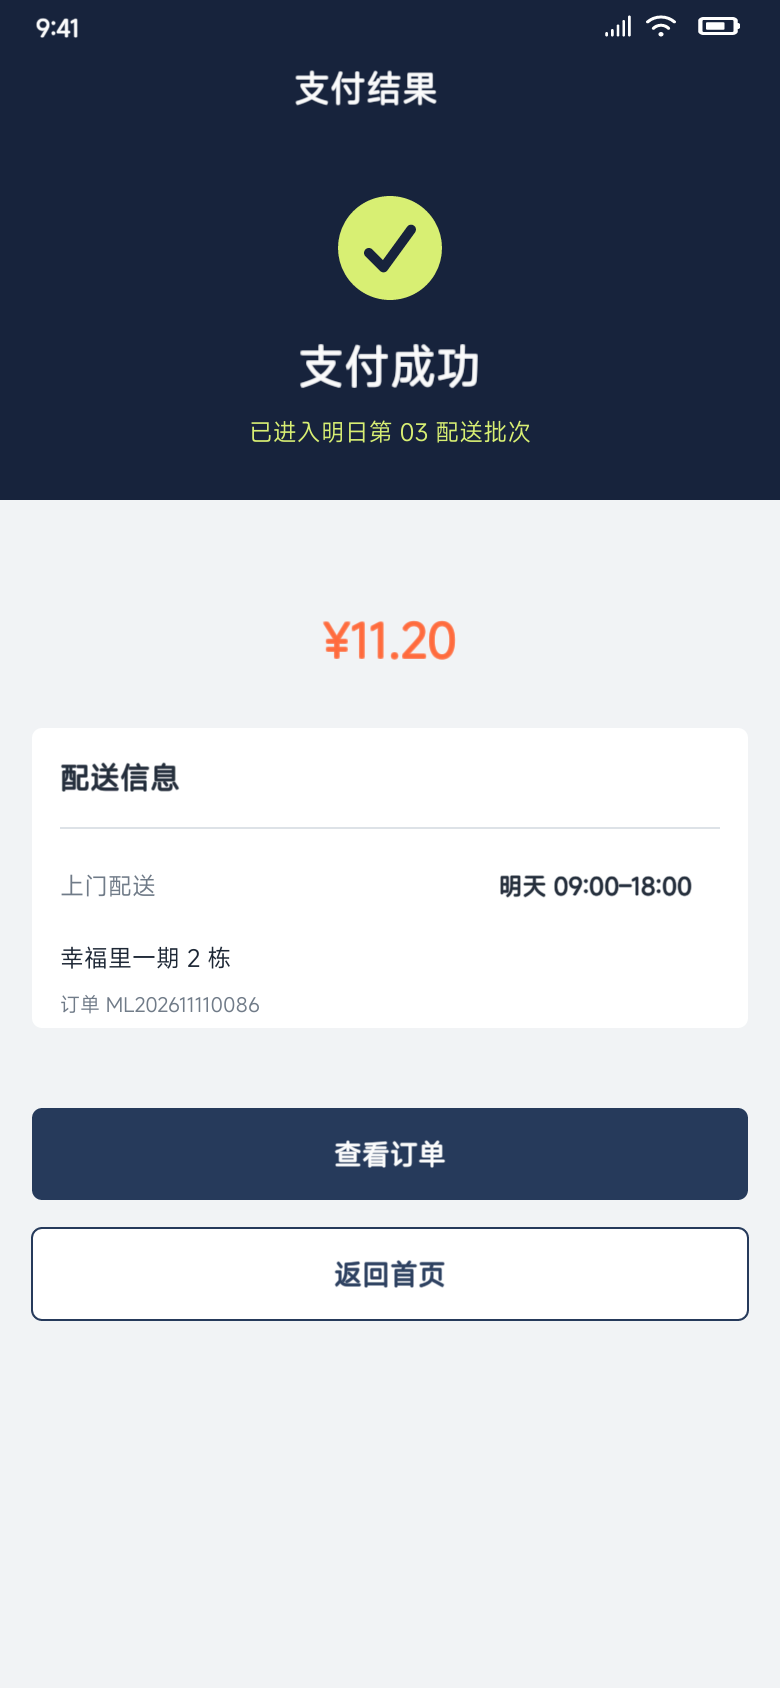 9:41
支付结果
支付成功
已进入明日第 03 配送批次
¥11.20
配送信息
上门配送
明天 09:00–18:00
幸福里一期 2 栋
订单 ML202611110086
查看订单
返回首页